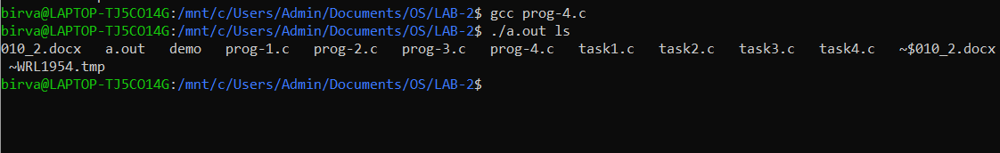 birva@LAPTOP-TJ5CO14G:/mnt/c/Users/Admin/Documents/OS/LAB-2$ gcc prog-4.c
birva@LAPTOP-TJ5CO14G:/mnt/c/Users/Admin/Documents/OS/LAB-2$ ./a.out ls
010_2.docx  a.out  demo  prog-1.c  prog-2.c  prog-3.c  prog-4.c  task1.c  task2.c  task3.c  task4.c  ~$010_2.docx
~WRL1954.tmp
birva@LAPTOP-TJ5CO14G:/mnt/c/Users/Admin/Documents/OS/LAB-2$